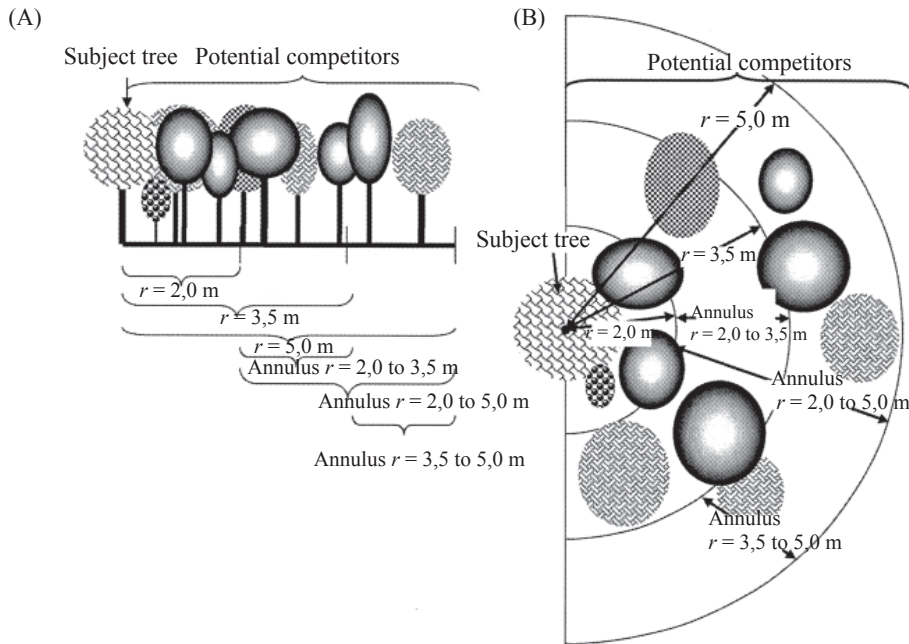 (A)
Subject tree Potential competitors
r = 2,0 m
r = 3,5 m
r = 5,0 m
Annulus r = 2,0 to 3,5 m
Annulus r = 2,0 to 5,0 m
Annulus r = 3,5 to 5,0 m
(B)
Potential competitors
r = 5,0 m
r = 3,5 m
Subject tree
r = 2,0 m
Annulus
r = 2,0 to 3,5 m
Annulus
r = 2,0 to 5,0 m
Annulus
r = 3,5 to 5,0 m